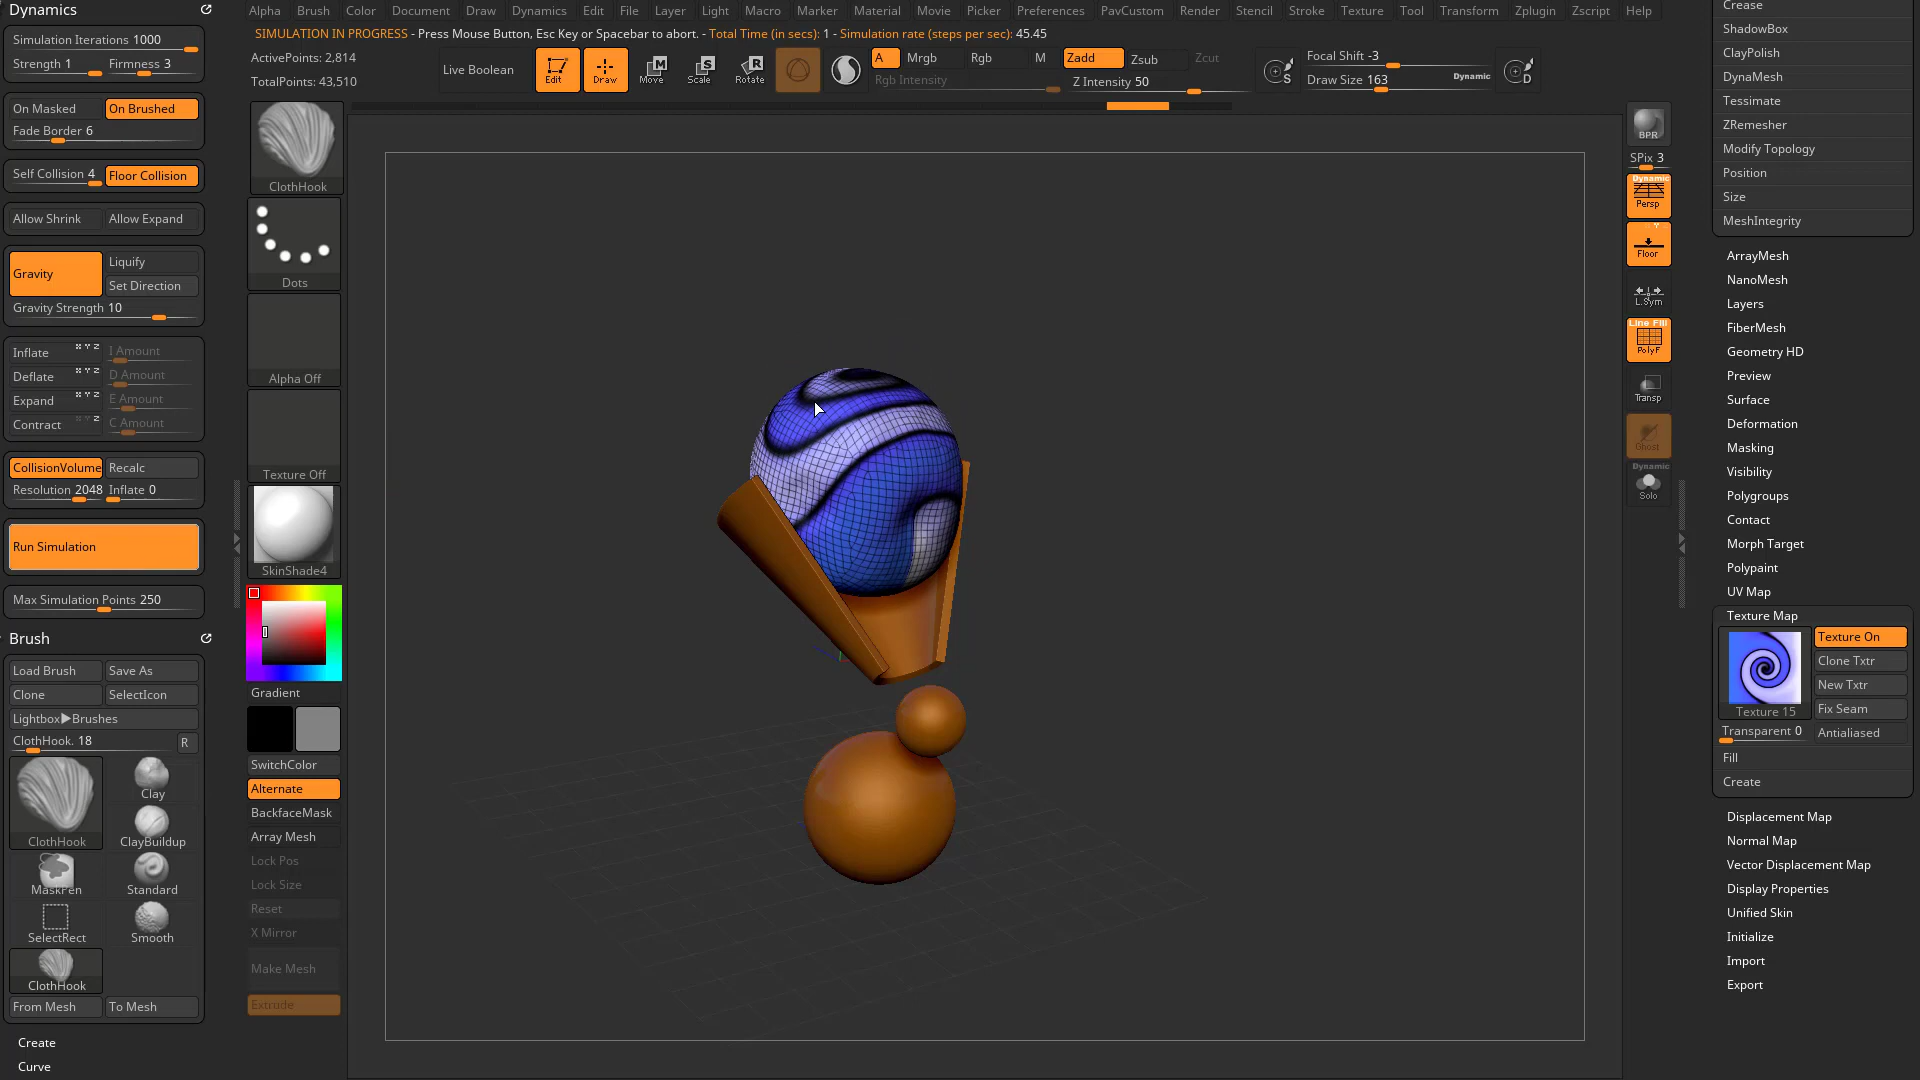 Dynamics
Simulation Iterations 1000
Strength 1 Firmness 3
On Masked On Brushed
Fade Border 6
Self Collision 4 Floor Collision
Allow Shrink Allow Expand
Gravity Liquify
Set Direction
Gravity Strength 10
Inflate X Y Z I Amount
Deflate X Y Z D Amount
Expand X Y Z E Amount
Contract X Y Z C Amount
CollisionVolume Recalc
Resolution 2048 Inflate 0
Run Simulation
Max Simulation Points 250
Brush
Load Brush Save As
Clone SelectIcon
Lightbox▶Brushes
ClothHook. 18 R
ClothHook Clay
ClayBuildup
MaskPen Standard
SelectRect Smooth
ClothHook
From Mesh To Mesh
Create
Curve
Alpha Brush Color Document Draw Dynamics Edit File Layer Light Macro Marker Material Movie Picker Preferences PavCustom Render Stencil Stroke Texture Tool Transform Zplugin Zscript Help
SIMULATION IN PROGRESS - Press Mouse Button, Esc Key or Spacebar to abort. - Total Time (in secs): 1 - Simulation rate (steps per sec): 45.45
ActivePoints: 2,814
TotalPoints: 43,510
Live Boolean
Edit Draw Move Scale Rotate
M S R
A Mrgb Rgb M Zadd Zsub Zcut
Rgb Intensity Z Intensity 50
S
Focal Shift -3
Draw Size 163 Dynamic
D
ClothHook
Dots
Alpha Off
Texture Off
SkinShade4
Gradient
SwitchColor
Alternate
BackfaceMask
Array Mesh
Lock Pos
Lock Size
Reset
X Mirror
Make Mesh
Extrude
BPR
SPix 3
Dynamic
Persp
Floor
L.Sym
Line Fill
PolyF
Transp
Ghost
Dynamic
Solo
Crease
ShadowBox
ClayPolish
DynaMesh
Tessimate
ZRemesher
Modify Topology
Position
Size
MeshIntegrity
ArrayMesh
NanoMesh
Layers
FiberMesh
Geometry HD
Preview
Surface
Deformation
Masking
Visibility
Polygroups
Contact
Morph Target
Polypaint
UV Map
Texture Map
Texture On
Clone Txtr
New Txtr
Texture 15 Fix Seam
Transparent 0 Antialiased
Fill
Create
Displacement Map
Normal Map
Vector Displacement Map
Display Properties
Unified Skin
Initialize
Import
Export